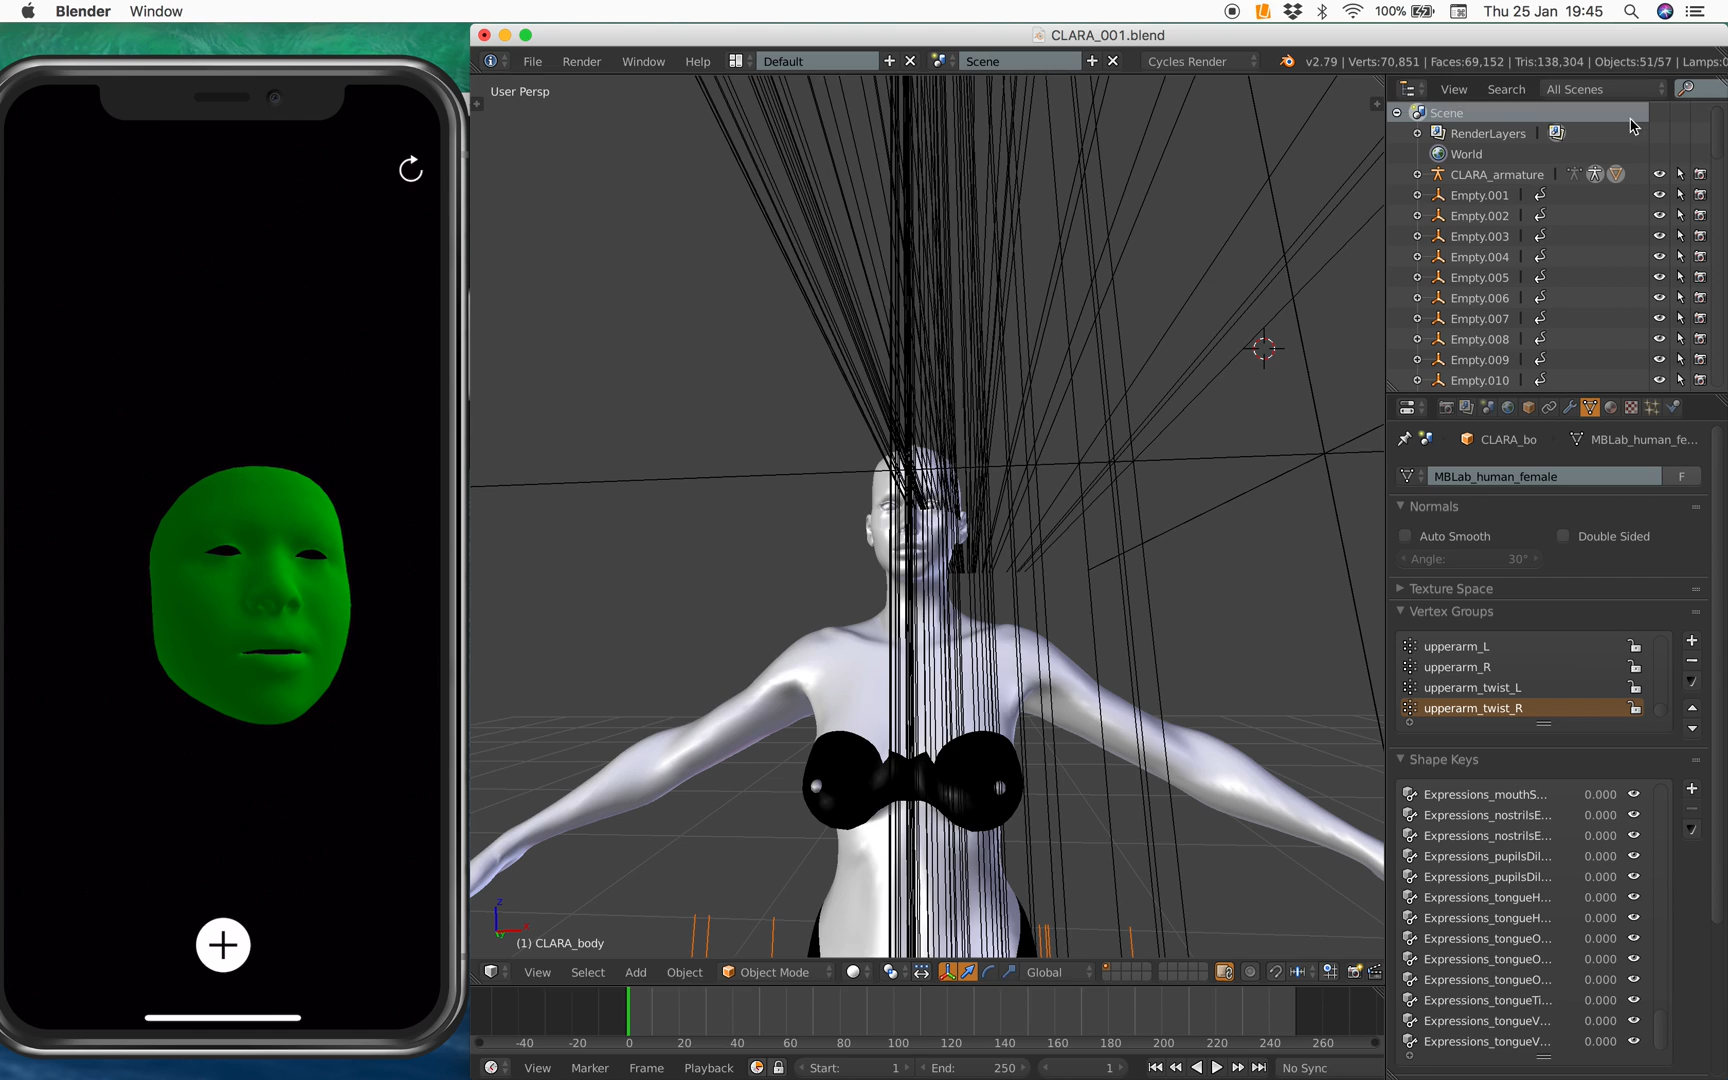 Blender Window
100% Thu 25 Jan 19:45
CLARA_001.blend
File Render Window Help Default Scene Cycles Render v2.79 | Verts:70,851 | Faces:69,152 | Tris:138,304 | Objects:51/57 | Lamps:0
User Persp
View Search All Scenes
Scene
RenderLayers
World
CLARA_armature
Empty.001
Empty.002
Empty.003
Empty.004
Empty.005
Empty.006
Empty.007
Empty.008
Empty.009
Empty.010
CLARA_bo MBLab_human_fe...
MBLab_human_female F
Normals
Auto Smooth Double Sided
Angle: 30°
Texture Space
Vertex Groups
upperarm_L
upperarm_R
upperarm_twist_L
upperarm_twist_R
Shape Keys
Expressions_mouthS... 0.000
Expressions_nostrilsE... 0.000
Expressions_nostrilsE... 0.000
Expressions_pupilsDil... 0.000
Expressions_pupilsDil... 0.000
Expressions_tongueH... 0.000
Expressions_tongueH... 0.000
Expressions_tongueO... 0.000
Expressions_tongueO... 0.000
Expressions_tongueO... 0.000
Expressions_tongueTi... 0.000
Expressions_tongueV... 0.000
Expressions_tongueV... 0.000
z
(1) CLARA_body
View Select Add Object Object Mode Global
-40 -20 0 20 40 60 80 100 120 140 160 180 200 220 240 260
View Marker Frame Playback Start: 1 End: 250 1 No Sync